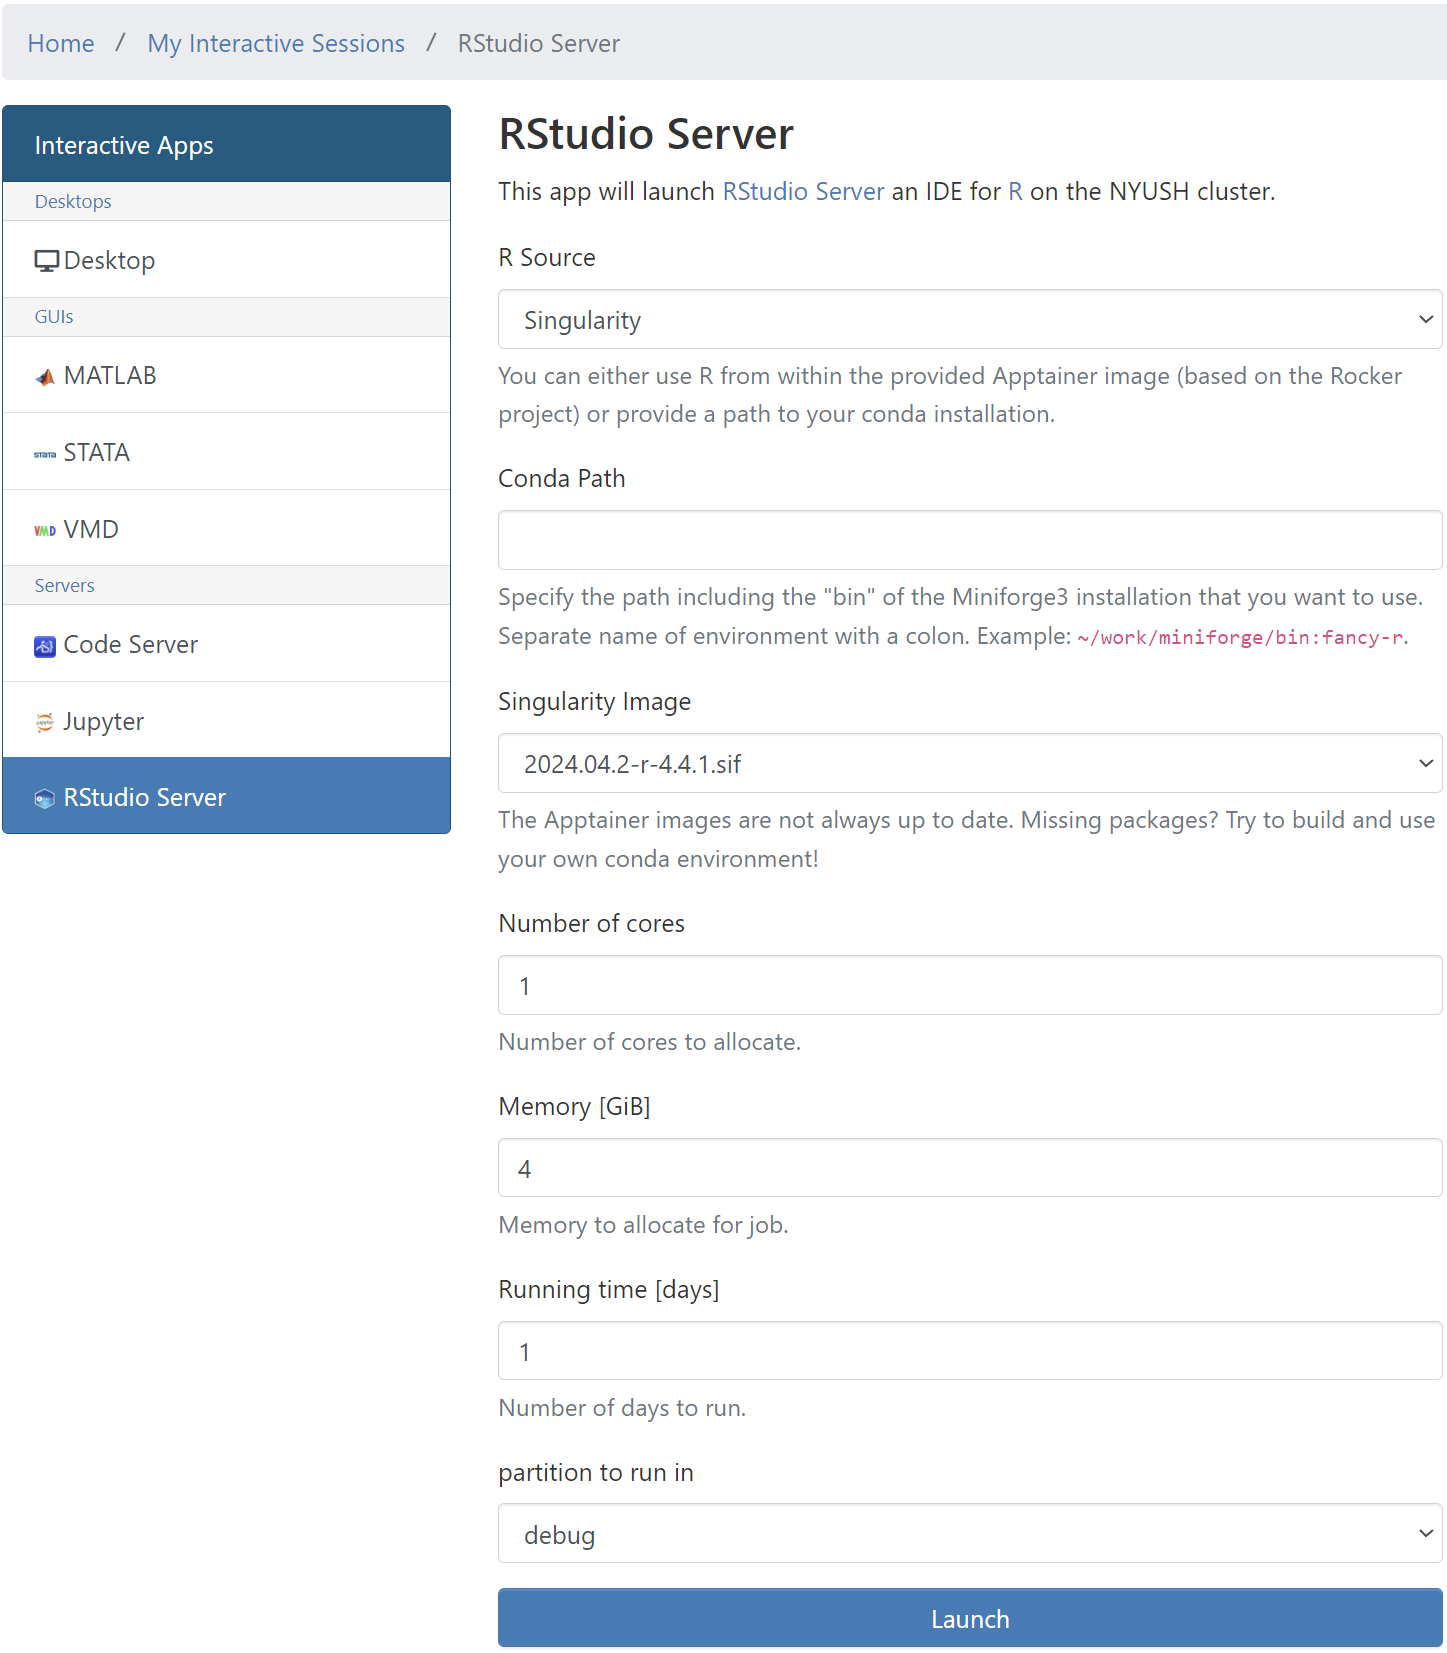 Home / My Interactive Sessions / RStudio Server
Interactive Apps
Desktops
Desktop
GUIs
MATLAB
stata STATA
VMD VMD
Servers
Code Server
jupyter Jupyter
RStudio Server
RStudio Server
This app will launch RStudio Server an IDE for R on the NYUSH cluster.
R Source
Singularity
You can either use R from within the provided Apptainer image (based on the Rocker
project) or provide a path to your conda installation.
Conda Path
Specify the path including the "bin" of the Miniforge3 installation that you want to use.
Separate name of environment with a colon. Example: ~/work/miniforge/bin:fancy-r.
Singularity Image
2024.04.2-r-4.4.1.sif
The Apptainer images are not always up to date. Missing packages? Try to build and use
your own conda environment!
Number of cores
1
Number of cores to allocate.
Memory [GiB]
4
Memory to allocate for job.
Running time [days]
1
Number of days to run.
partition to run in
debug
Launch